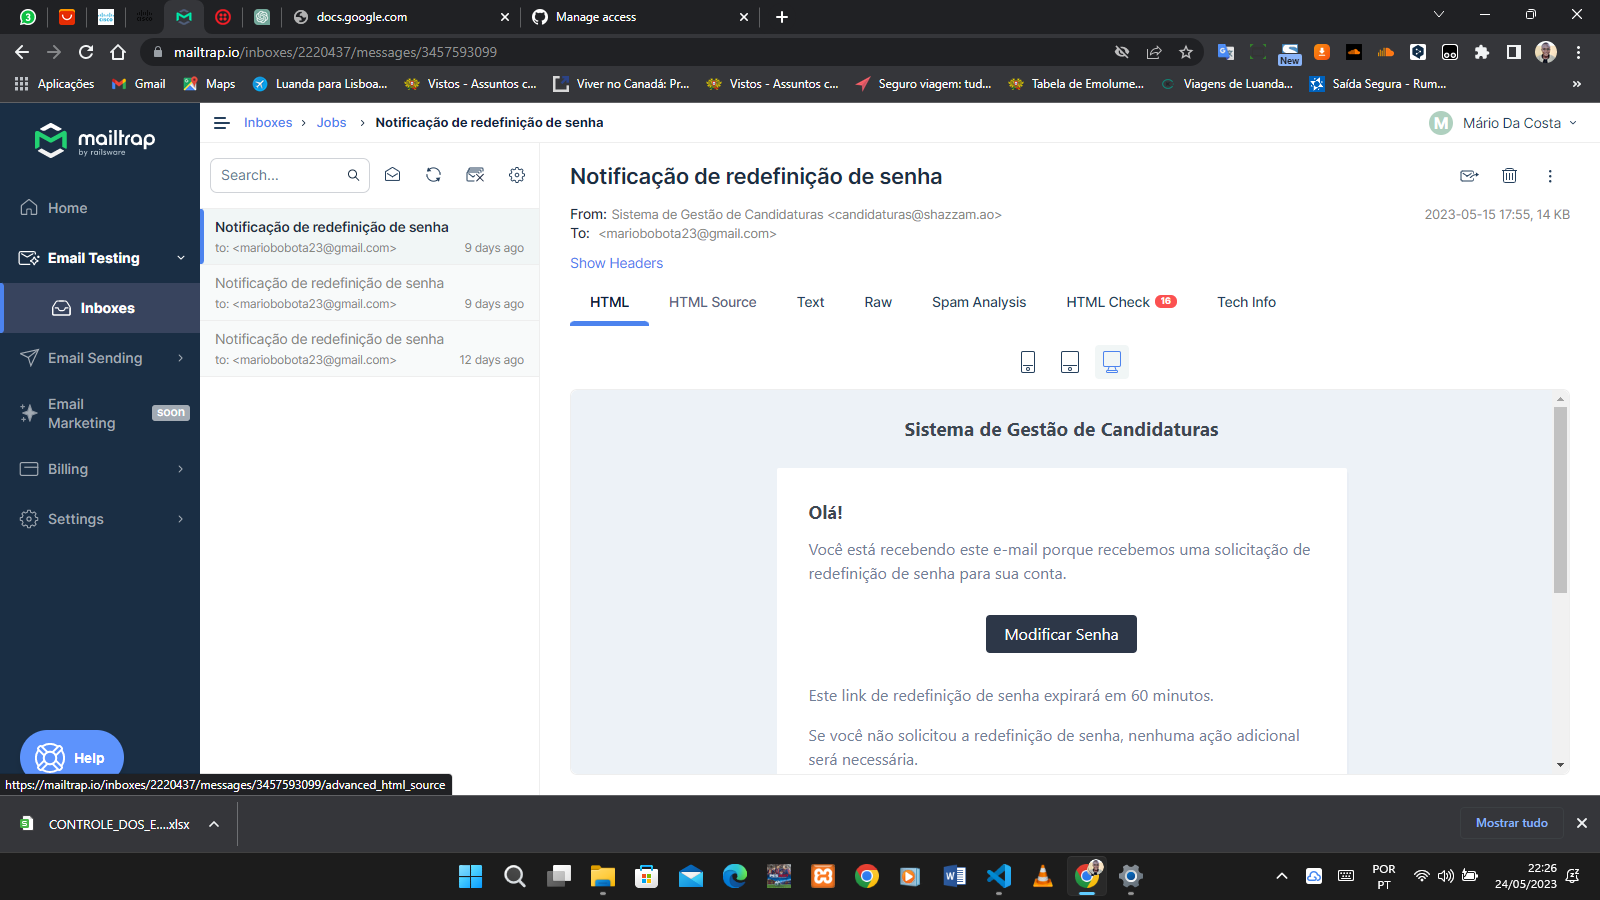 3
docs.google.com
Manage access
mailtrap.io/inboxes/2220437/messages/3457593099
New
Aplicações
Gmail
Maps
Luanda para Lisboa...
Vistos - Assuntos c...
Viver no Canadá: Pr...
Vistos - Assuntos c...
Seguro viagem: tud...
Tabela de Emolume...
Viagens de Luanda...
Saída Segura - Rum...
»
mailtrap
by railsware
Inboxes › Jobs › Notificação de redefinição de senha
M Mário Da Costa
Home
Email Testing
Inboxes
Email Sending
Email
Marketing
soon
Billing
Settings
Help
Search...
Notificação de redefinição de senha
to: <mariobobota23@gmail.com> 9 days ago
Notificação de redefinição de senha
to: <mariobobota23@gmail.com> 9 days ago
Notificação de redefinição de senha
to: <mariobobota23@gmail.com> 12 days ago
Notificação de redefinição de senha
From: Sistema de Gestão de Candidaturas <candidaturas@shazzam.ao>
2023-05-15 17:55, 14 KB
To: <mariobobota23@gmail.com>
Show Headers
HTML HTML Source Text Raw Spam Analysis HTML Check 16 Tech Info
Sistema de Gestão de Candidaturas
Olá!
Você está recebendo este e-mail porque recebemos uma solicitação de
redefinição de senha para sua conta.
Modificar Senha
Este link de redefinição de senha expirará em 60 minutos.
Se você não solicitou a redefinição de senha, nenhuma ação adicional
será necessária.
https://mailtrap.io/inboxes/2220437/messages/3457593099/advanced_html_source
CONTROLE_DOS_E....xlsx
Mostrar tudo
POR
PT
22:26
24/05/2023